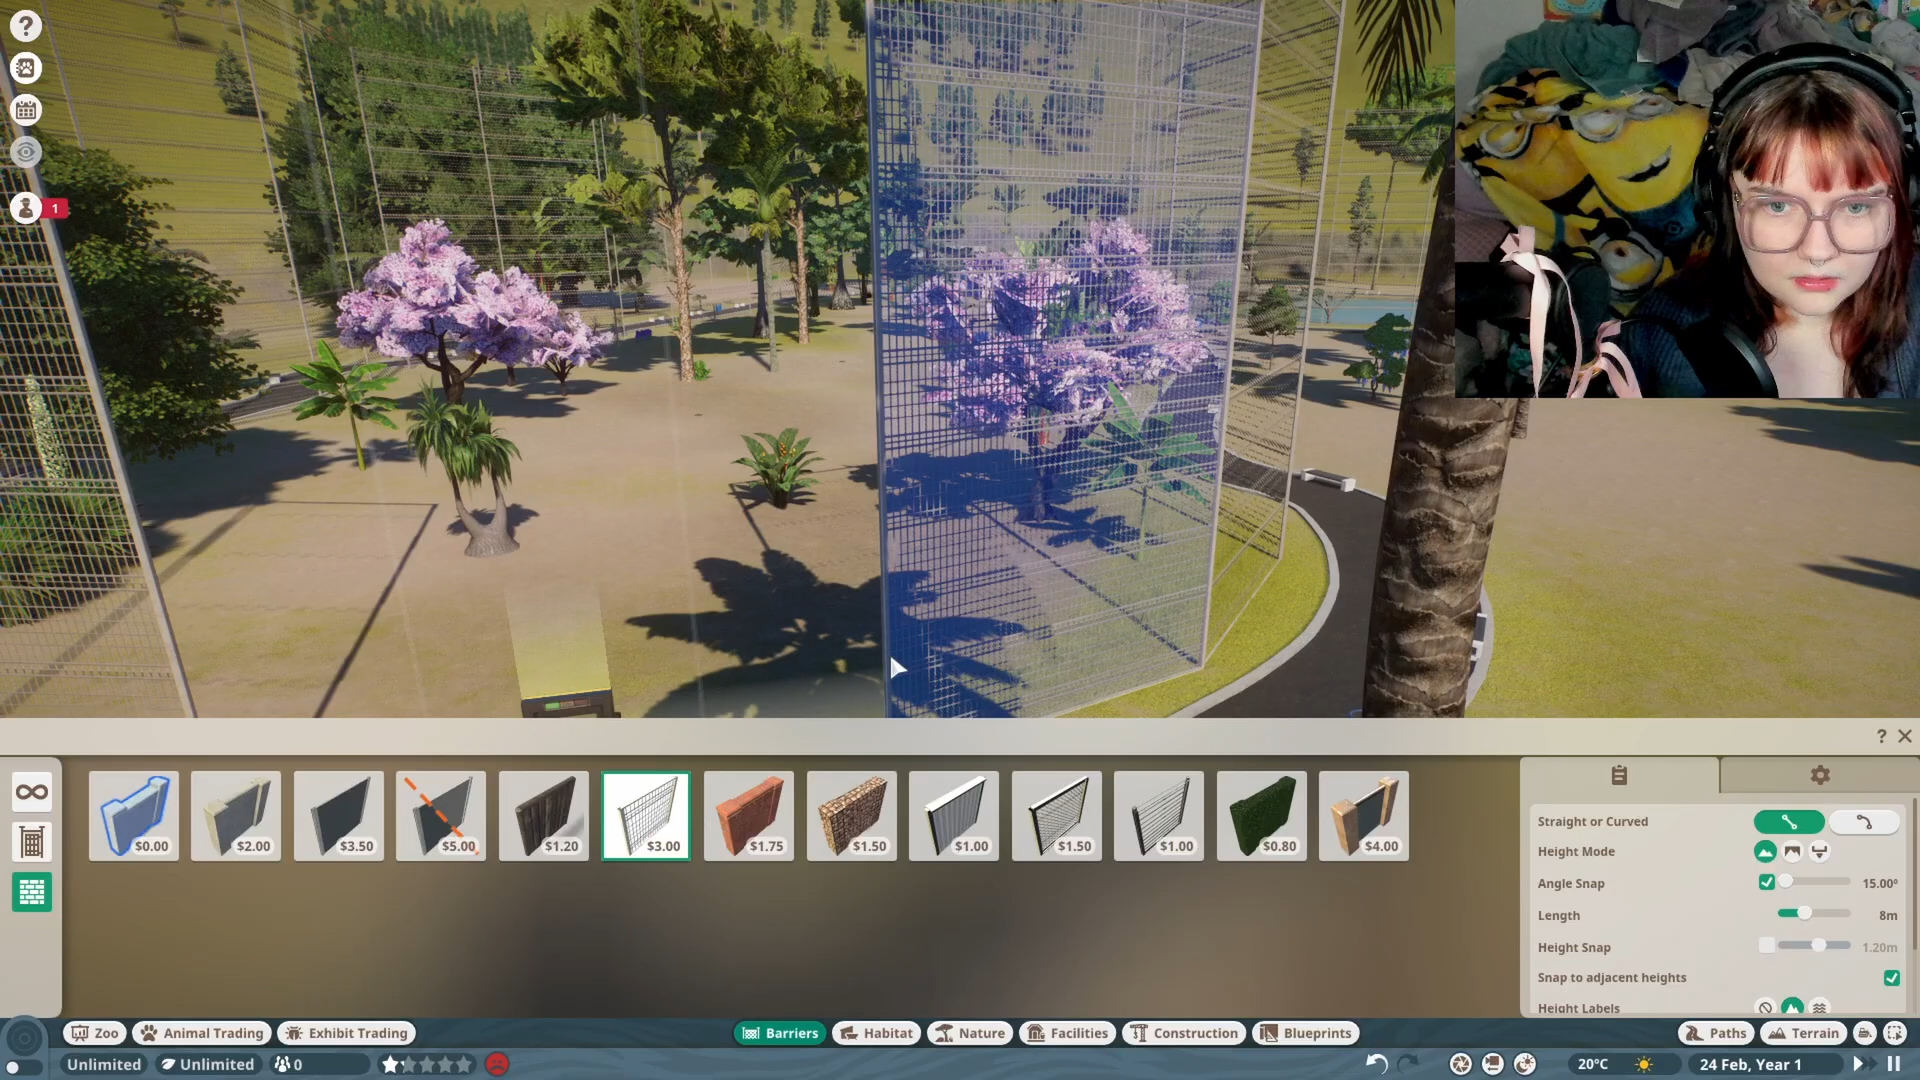 ?
1
? ×
$0.00
$2.00
$3.50
$5.00
$1.20
$3.00
$1.75
$1.50
$1.00
$1.50
$1.00
$0.80
$4.00
Straight or Curved
Height Mode
Angle Snap 15.00°
Length 8m
Height Snap 1.20m
Snap to adjacent heights
Height Labels
Zoo Animal Trading Exhibit Trading Barriers Habitat Nature Facilities Construction Blueprints Paths Terrain
Unlimited Unlimited 0 20°C 24 Feb, Year 1